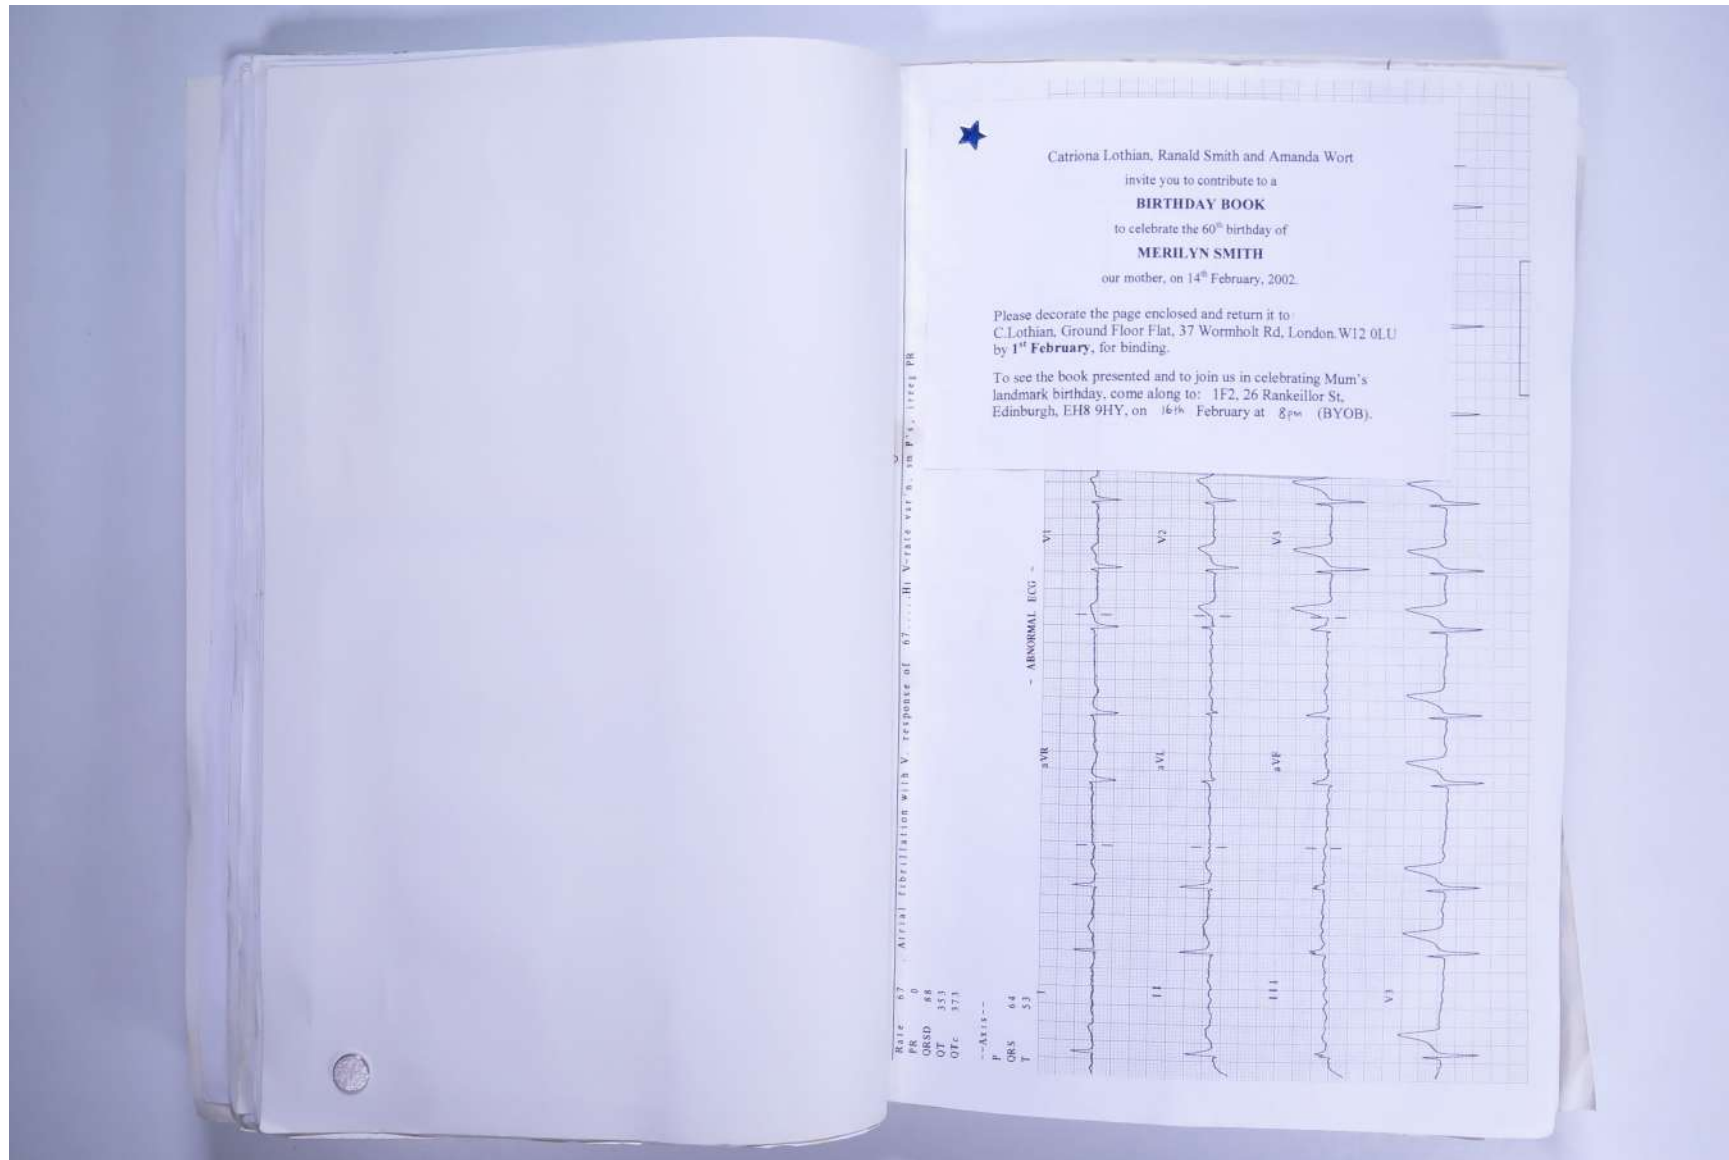 Catriona Lothian, Ranald Smith and Amanda Wort
invite you to contribute to a
BIRTHDAY BOOK
to celebrate the 60th birthday of
MERILYN SMITH
our mother, on 14th February, 2002.
Please decorate the page enclosed and return it to
C.Lothian, Ground Floor Flat, 37 Wormholt Rd, London.W12 0LU
by 1st February, for binding.
To see the book presented and to join us in celebrating Mum's
landmark birthday, come along to: 1F2, 26 Rankeillor St,
Edinburgh, EH8 9HY, on 16th February at 8pm (BYOB).
Rate 67 . Atrial fibrillation with V. response of 67.....Hi V-rate var'n. sm P's, irreg PR
PR 0
QRSD 88
QT 353
QTc 373
--Axis--
P
QRS 64
T 53
- ABNORMAL ECG -
I aVR V1
II aVL V2
III aVF V3
V3